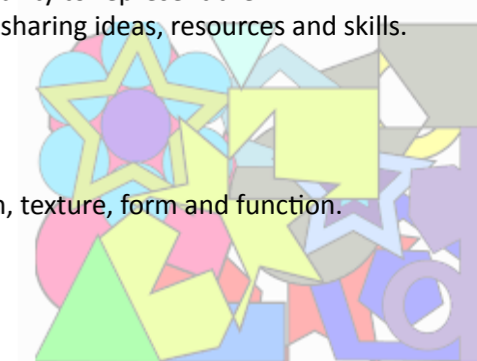 sharing ideas, resources and skills.
, texture, form and function.